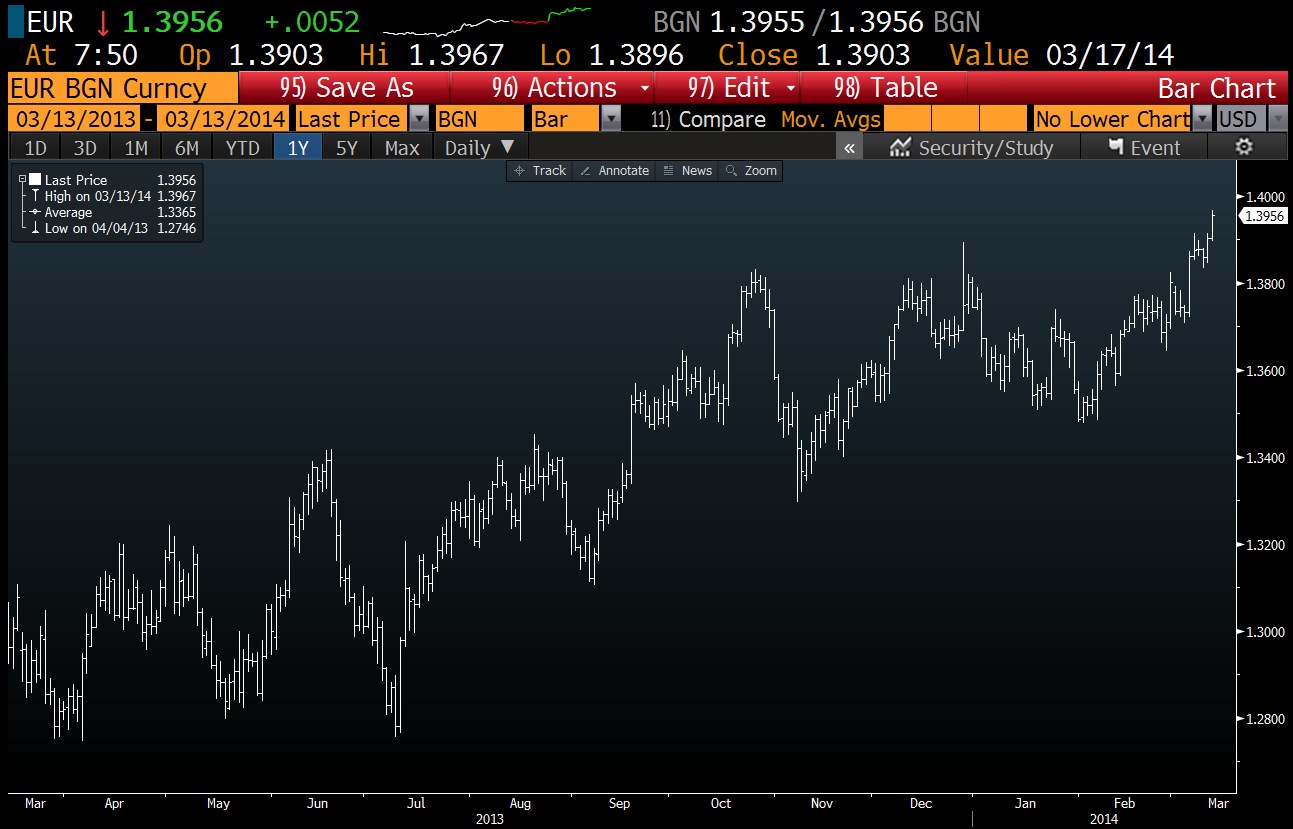 EUR ↓ 1.3956 +.0052 BGN 1.3955 /1.3956 BGN
At 7:50 Op 1.3903 Hi 1.3967 Lo 1.3896 Close 1.3903 Value 03/17/14
EUR BGN Curncy 95) Save As 96) Actions 97) Edit 98) Table Bar Chart
03/13/2013 - 03/13/2014 Last Price BGN Bar 11) Compare Mov. Avgs No Lower Chart USD
1D 3D 1M 6M YTD 1Y 5Y Max Daily ▼ « Security/Study Event
Track Annotate News Zoom
Last Price 1.3956
High on 03/13/14 1.3967
Average 1.3365
Low on 04/04/13 1.2746
1.4000
1.3956
1.3800
1.3600
1.3400
1.3200
1.3000
1.2800
Mar Apr May Jun Jul Aug Sep Oct Nov Dec Jan Feb Mar
2013 2014